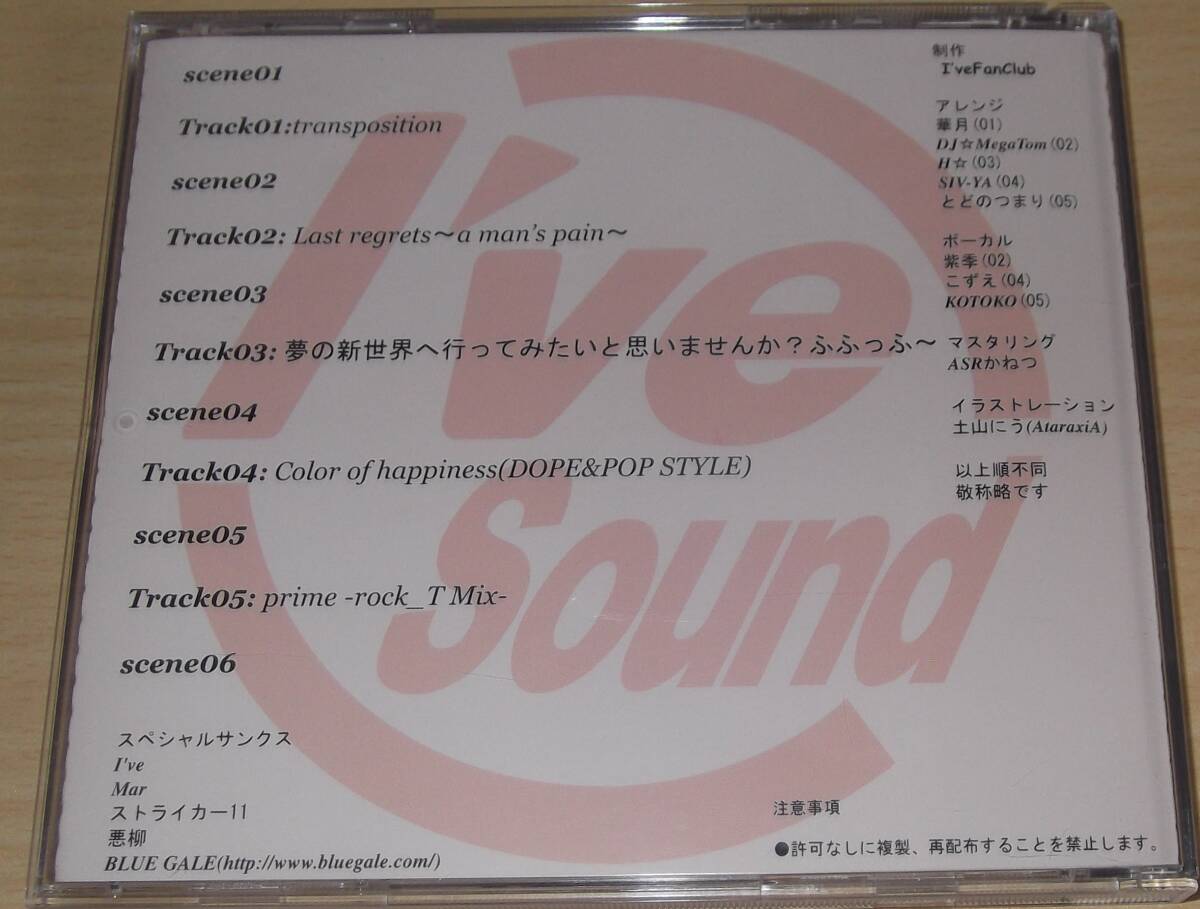 scene01
Track01:transposition
scene02
Track02: Last regrets～a man's pain～
scene03
Track03: 夢の新世界へ行ってみたいと思いませんか？ふふっふ～
scene04
Track04: Color of happiness(DOPE&POP STYLE)
scene05
Track05: prime -rock_T Mix-
scene06
スペシャルサンクス
I've
Mar
ストライカー11
悪柳
BLUE GALE(http://www.bluegale.com/)
制作
I'veFanClub
アレンジ
華月(01)
DJ☆MegaTom(02)
H☆(03)
SIV-YA(04)
とどのつまり(05)
ボーカル
紫季(02)
こずえ(04)
KOTOKO(05)
マスタリング
ASRかねつ
イラストレーション
土山にう(AtaraxiA)
以上順不同
敬称略です
注意事項
●許可なしに複製、再配布することを禁止します。
I've
Sound